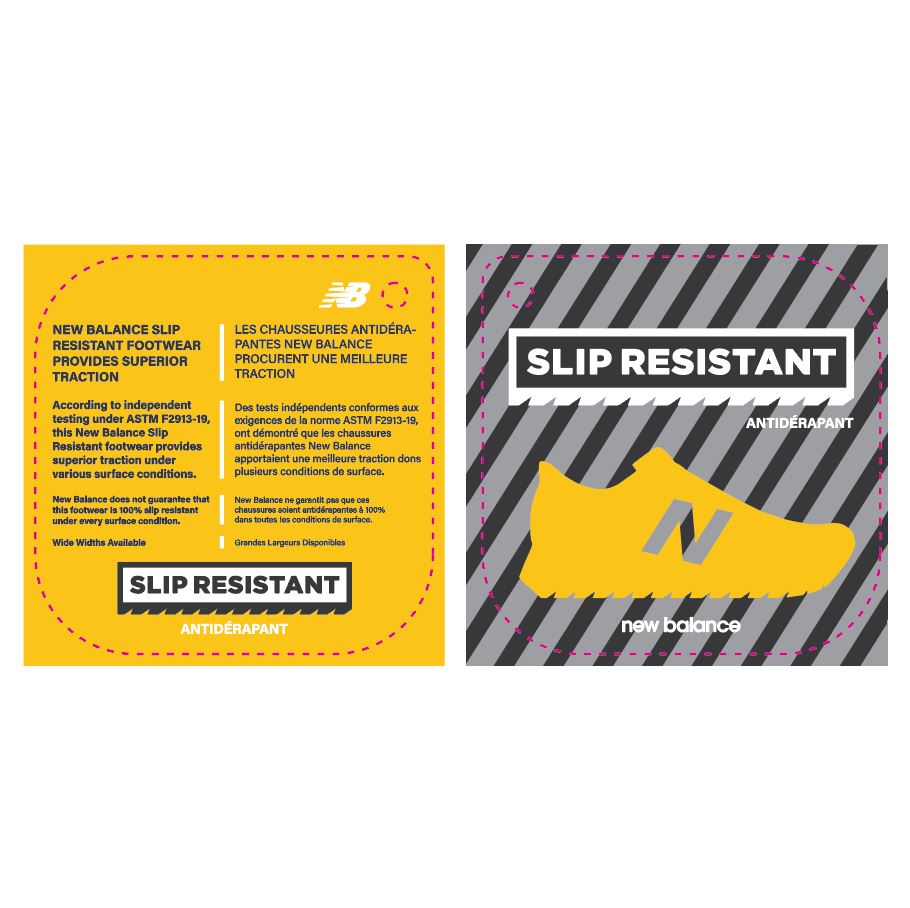 NB
NEW BALANCE SLIP
RESISTANT FOOTWEAR
PROVIDES SUPERIOR
TRACTION
LES CHAUSSEURES ANTIDÉRA-
PANTES NEW BALANCE
PROCURENT UNE MEILLEURE
TRACTION
According to independent
testing under ASTM F2913-19,
this New Balance Slip
Resistant footwear provides
superior traction under
various surface conditions.
Des tests indépendents conformes aux
exigences de la norme ASTM F2913-19,
ont démontré que les chaussures
antidérapantes New Balance
apportaient une meilleure traction dons
plusieurs conditions de surface.
New Balance does not guarantee that
this footwear is 100% slip resistant
under every surface condition.
New Balance ne garantit pas que ces
chaussures soient antidérapantes à 100%
dans toutes les conditions de surface.
Wide Widths Available
Grandes Largeurs Disponibles
SLIP RESISTANT
ANTIDÉRAPANT
SLIP RESISTANT
ANTIDÉRAPANT
N
new balance